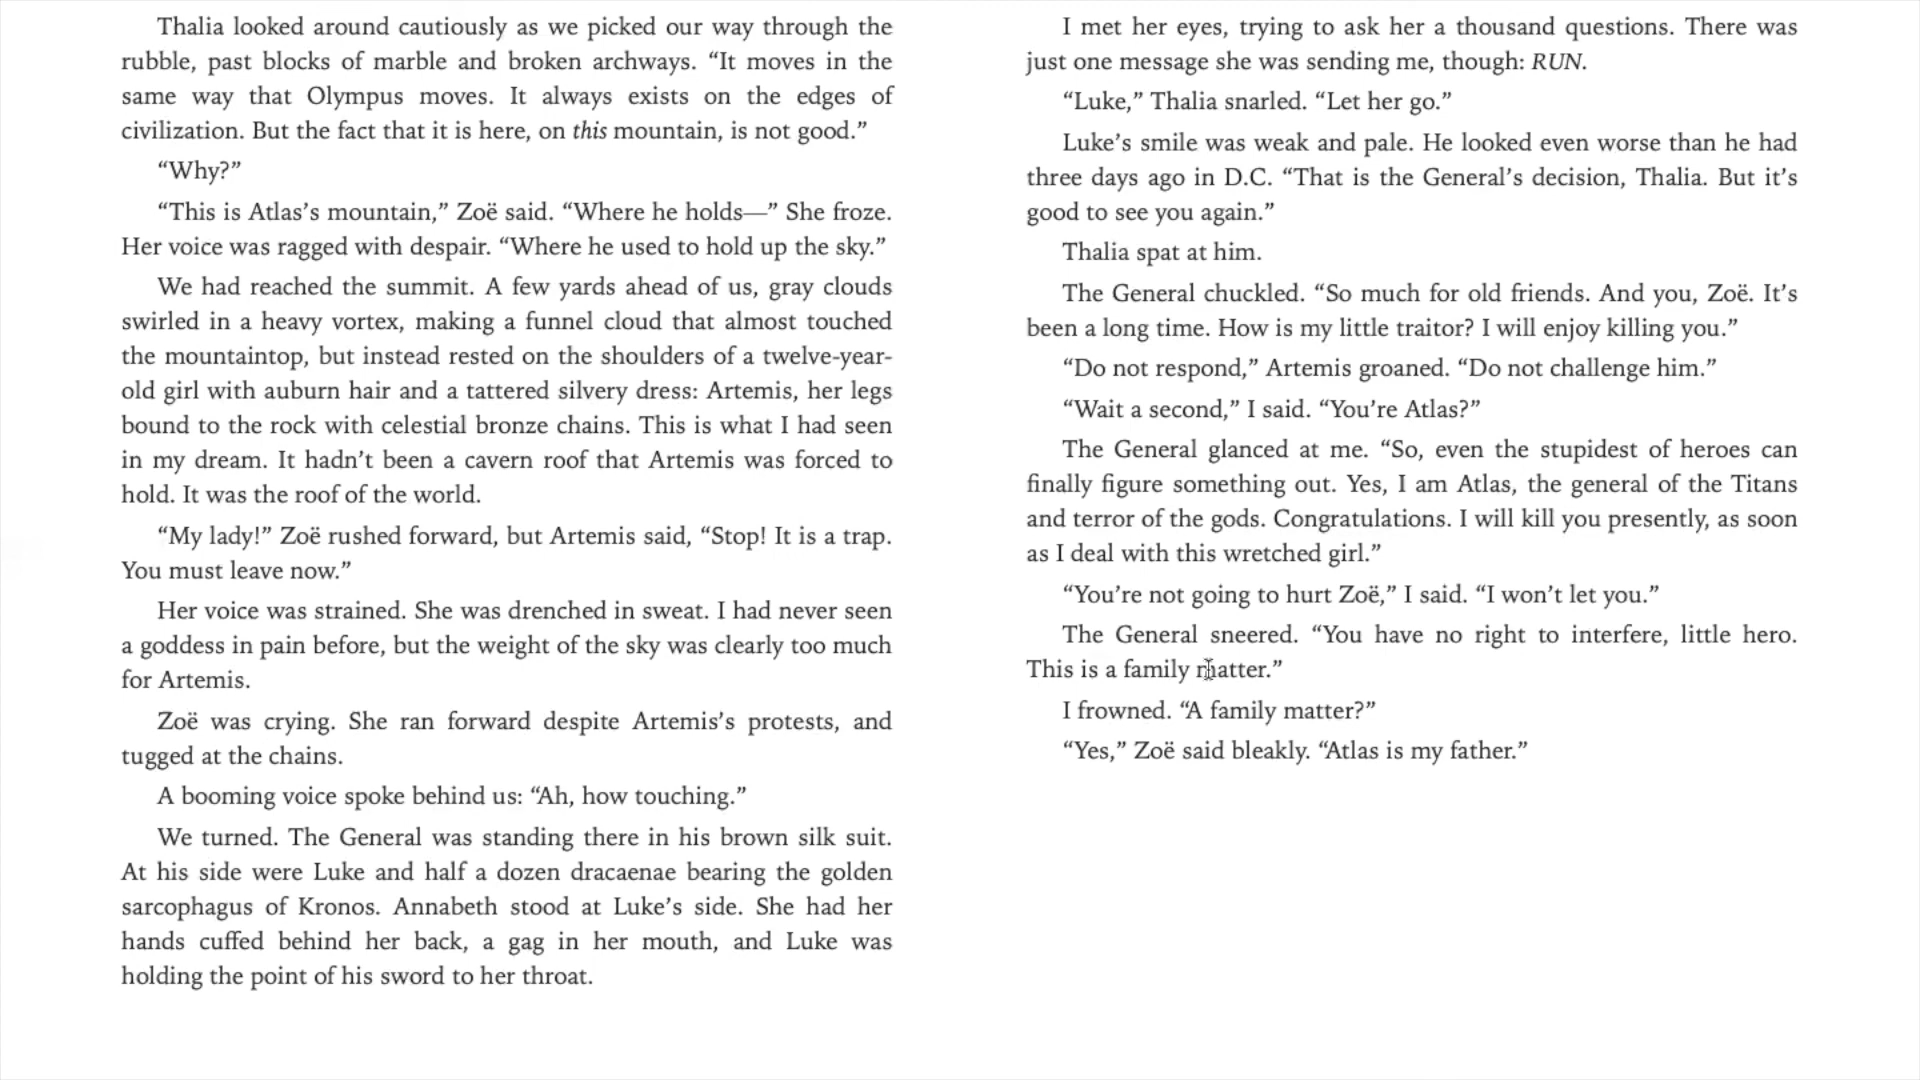 Thalia looked around cautiously as we picked our way through the
rubble, past blocks of marble and broken archways. “It moves in the
same way that Olympus moves. It always exists on the edges of
civilization. But the fact that it is here, on this mountain, is not good.”
“Why?”
“This is Atlas’s mountain,” Zoë said. “Where he holds—” She froze.
Her voice was ragged with despair. “Where he used to hold up the sky.”
We had reached the summit. A few yards ahead of us, gray clouds
swirled in a heavy vortex, making a funnel cloud that almost touched
the mountaintop, but instead rested on the shoulders of a twelve-year-
old girl with auburn hair and a tattered silvery dress: Artemis, her legs
bound to the rock with celestial bronze chains. This is what I had seen
in my dream. It hadn’t been a cavern roof that Artemis was forced to
hold. It was the roof of the world.
“My lady!” Zoë rushed forward, but Artemis said, “Stop! It is a trap.
You must leave now.”
Her voice was strained. She was drenched in sweat. I had never seen
a goddess in pain before, but the weight of the sky was clearly too much
for Artemis.
Zoë was crying. She ran forward despite Artemis’s protests, and
tugged at the chains.
A booming voice spoke behind us: “Ah, how touching.”
We turned. The General was standing there in his brown silk suit.
At his side were Luke and half a dozen dracaenae bearing the golden
sarcophagus of Kronos. Annabeth stood at Luke’s side. She had her
hands cuffed behind her back, a gag in her mouth, and Luke was
holding the point of his sword to her throat.
I met her eyes, trying to ask her a thousand questions. There was
just one message she was sending me, though: RUN.
“Luke,” Thalia snarled. “Let her go.”
Luke’s smile was weak and pale. He looked even worse than he had
three days ago in D.C. “That is the General’s decision, Thalia. But it’s
good to see you again.”
Thalia spat at him.
The General chuckled. “So much for old friends. And you, Zoë. It’s
been a long time. How is my little traitor? I will enjoy killing you.”
“Do not respond,” Artemis groaned. “Do not challenge him.”
“Wait a second,” I said. “You’re Atlas?”
The General glanced at me. “So, even the stupidest of heroes can
finally figure something out. Yes, I am Atlas, the general of the Titans
and terror of the gods. Congratulations. I will kill you presently, as soon
as I deal with this wretched girl.”
“You’re not going to hurt Zoë,” I said. “I won’t let you.”
The General sneered. “You have no right to interfere, little hero.
This is a family matter.”
I frowned. “A family matter?”
“Yes,” Zoë said bleakly. “Atlas is my father.”